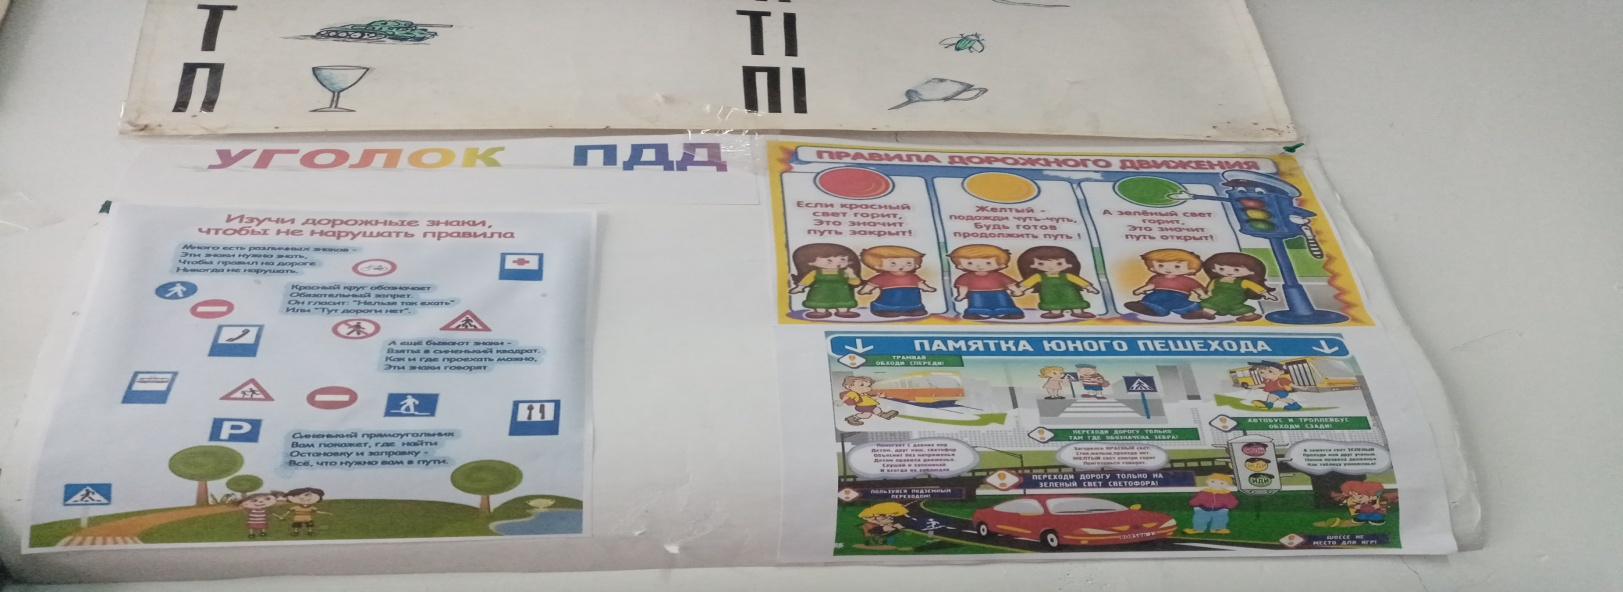 Т
ТІ
П
ПІ
УГОЛОК ПДД
Изучи дорожные знаки,
чтобы не нарушать правила
Много есть различных знаков -
Эти знаки нужно знать,
Чтобы правил на дороге
Никогда не нарушать.
Красный круг обозначает
Обязательный запрет.
Он гласит: "Нельзя так ехать"
Или "Тут дороги нет".
А ещё бывают знаки -
Взяты в синенький квадрат.
Как и где проехать можно,
Эти знаки говорят
P
Синенький прямоугольник
Вам покажет, где найти
Остановку и заправку -
Всё, что нужно вам в пути.
ПРАВИЛА ДОРОЖНОГО ДВИЖЕНИЯ
Если красный
свет горит,
Это значит
путь закрыт!
Желтый -
подожди чуть-чуть,
Будь готов
продолжить путь !
А зелёный свет
горит,
Это значит
путь открыт!
ПАМЯТКА ЮНОГО ПЕШЕХОДА
ТРАМВАЙ
ОБХОДИ СПЕРЕДИ!
ПЕРЕХОДИ ДОРОГУ ТОЛЬКО
ТАМ ГДЕ ОБОЗНАЧЕНА ЗЕБРА!
АВТОБУС И ТРОЛЛЕЙБУС
ОБХОДИ СЗАДИ!
ПЕРЕХОДИ ДОРОГУ ТОЛЬКО НА
ЗЕЛЕНЫЙ СВЕТ СВЕТОФОРА!
ПОЛЬЗУЙСЯ ПОДЗЕМНЫМ
ПЕРЕХОДОМ!
ИДИ
ШОССЕ НЕ
МЕСТО ДЛЯ ИГР!